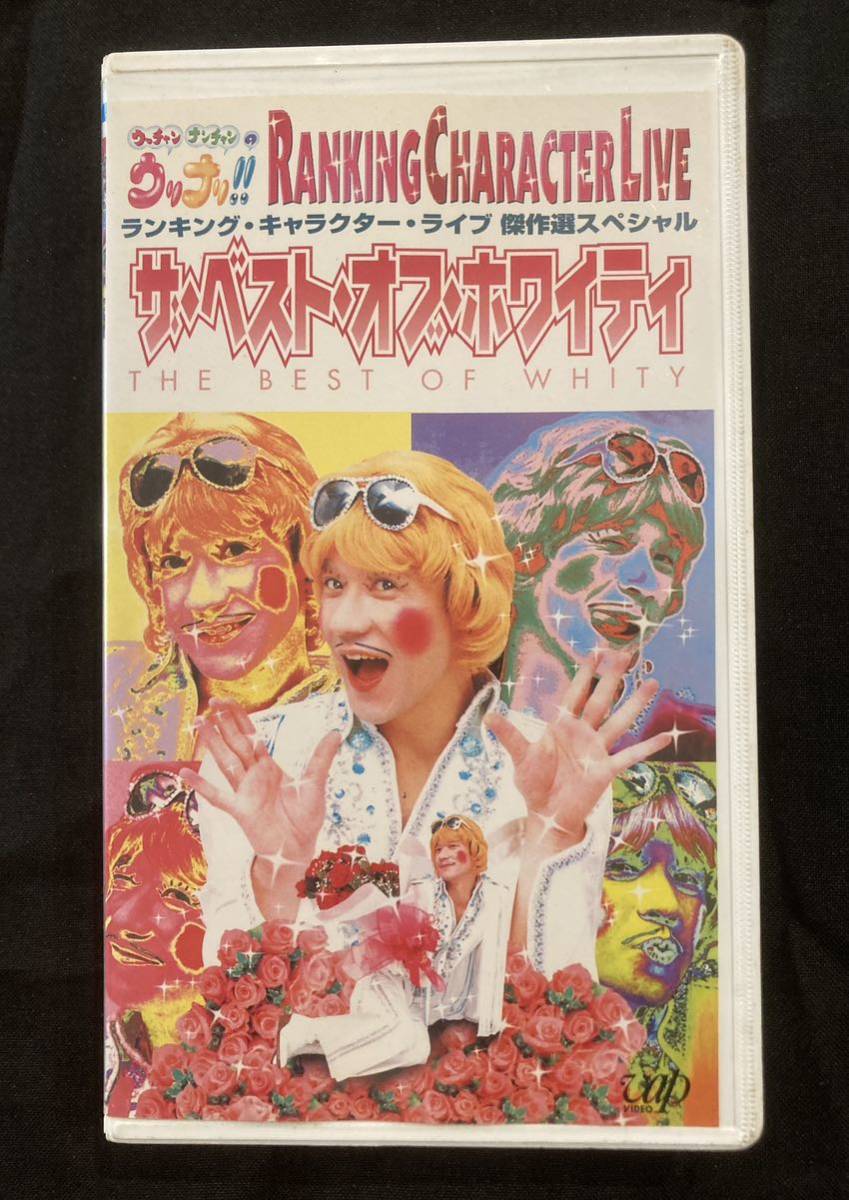 ウッチャンナンチャンの
ウリナリ!!
RANKING CHARACTER LIVE
ランキング・キャラクター・ライブ 傑作選スペシャル
ザ・ベスト・オブ・ホワイティ
THE BEST OF WHITY
vap
VIDEO